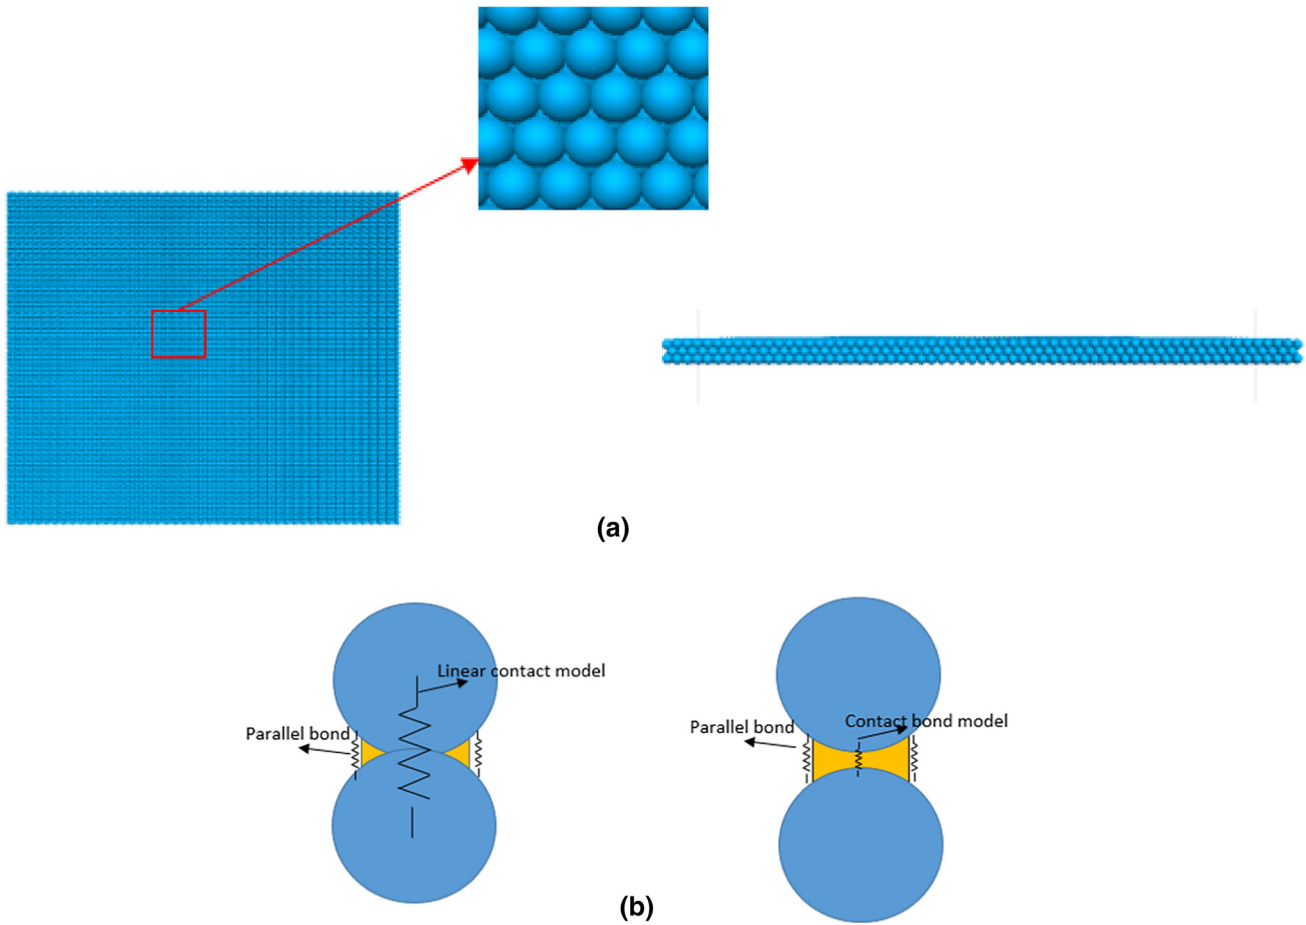 (a)
Linear contact model
Parallel bond
Parallel bond
Contact bond model
(b)